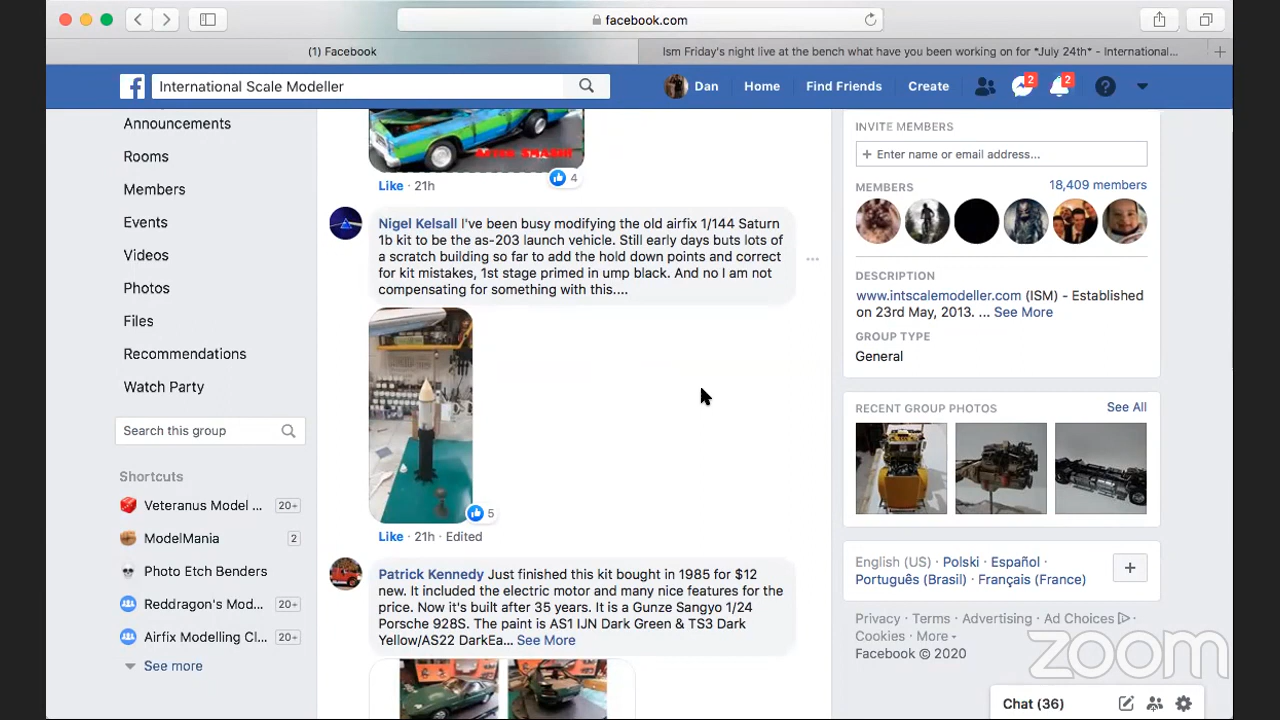 facebook.com
(1) Facebook
Ism Friday's night live at the bench what have you been working on for *July 24th* - International...
International Scale Modeller
Dan
Home
Find Friends
Create
2
2
Announcements
Rooms
Members
Events
Videos
Photos
Files
Recommendations
Watch Party
Search this group
Shortcuts
Veteranus Model ...
20+
ModelMania
2
Photo Etch Benders
Reddragon's Mod...
20+
Airfix Modelling Cl...
20+
See more
AFTER SMASH!
Like · 21h
4
Nigel Kelsall I've been busy modifying the old airfix 1/144 Saturn
1b kit to be the as-203 launch vehicle. Still early days buts lots of
a scratch building so far to add the hold down points and correct
for kit mistakes, 1st stage primed in ump black. And no I am not
compensating for something with this....
5
Like · 21h · Edited
Patrick Kennedy Just finished this kit bought in 1985 for $12
new. It included the electric motor and many nice features for the
price. Now it's built after 35 years. It is a Gunze Sangyo 1/24
Porsche 928S. The paint is AS1 IJN Dark Green & TS3 Dark
Yellow/AS22 DarkEa... See More
INVITE MEMBERS
+ Enter name or email address...
MEMBERS
18,409 members
DESCRIPTION
www.intscalemodeller.com (ISM) - Established
on 23rd May, 2013. ... See More
GROUP TYPE
General
RECENT GROUP PHOTOS
See All
English (US) · Polski · Español ·
Português (Brasil) · Français (France)
Privacy · Terms · Advertising · Ad Choices ·
Cookies · More
Facebook © 2020
zoom
Chat (36)